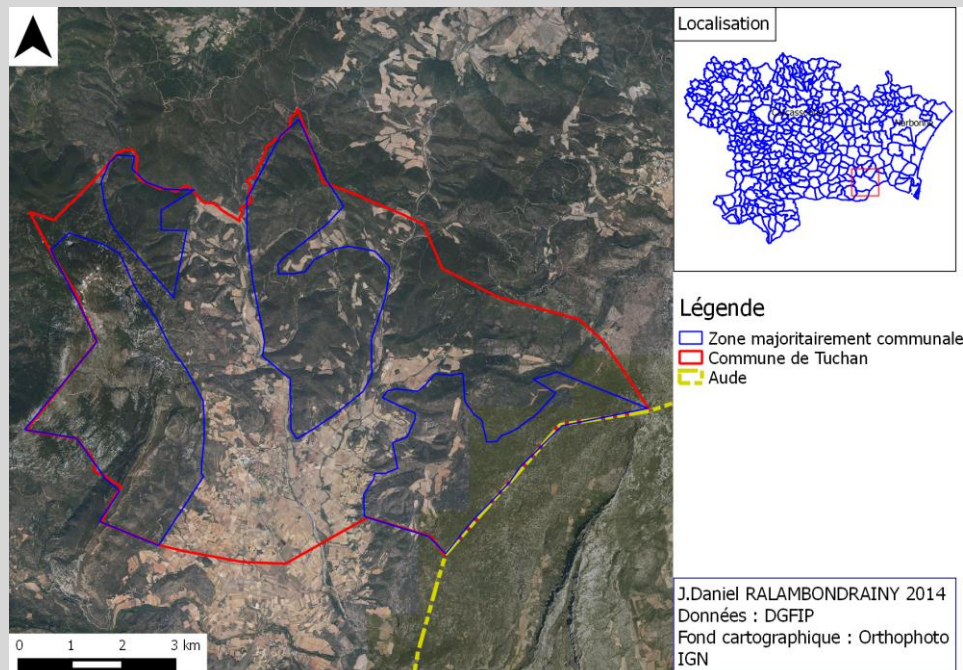 Localisation
Narbonne
Légende
Zone majoritairement communale
Commune de Tuchan
Aude
0 1 2 3 km
J.Daniel RALAMBONDRAINY 2014
Données : DGFIP
Fond cartographique : Orthophoto
IGN